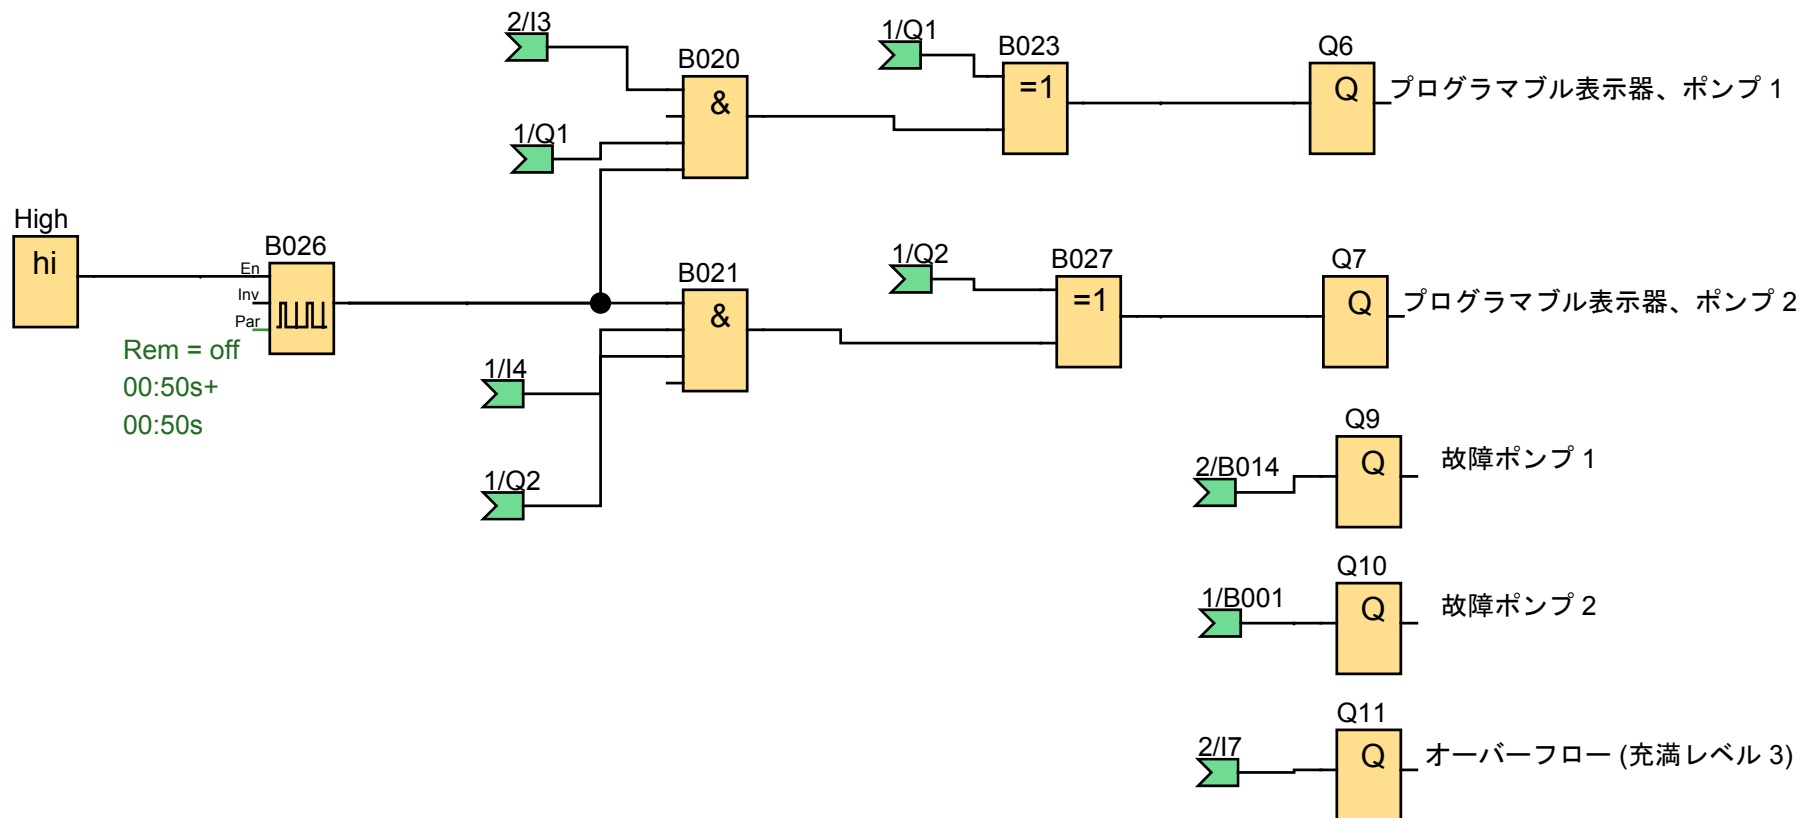 2/I3
B020
&
1/Q1
B023
=1
Q6
Q
プログラマブル表示器、ポンプ 1
1/Q1
High
hi
B026
En
Inv
Par
Rem = off
00:50s+
00:50s
B021
&
1/Q2
B027
=1
Q7
Q
プログラマブル表示器、ポンプ 2
1/I4
1/Q2
2/B014
Q9
Q
故障ポンプ 1
1/B001
Q10
Q
故障ポンプ 2
2/I7
Q11
Q
オーバーフロー (充満レベル 3)